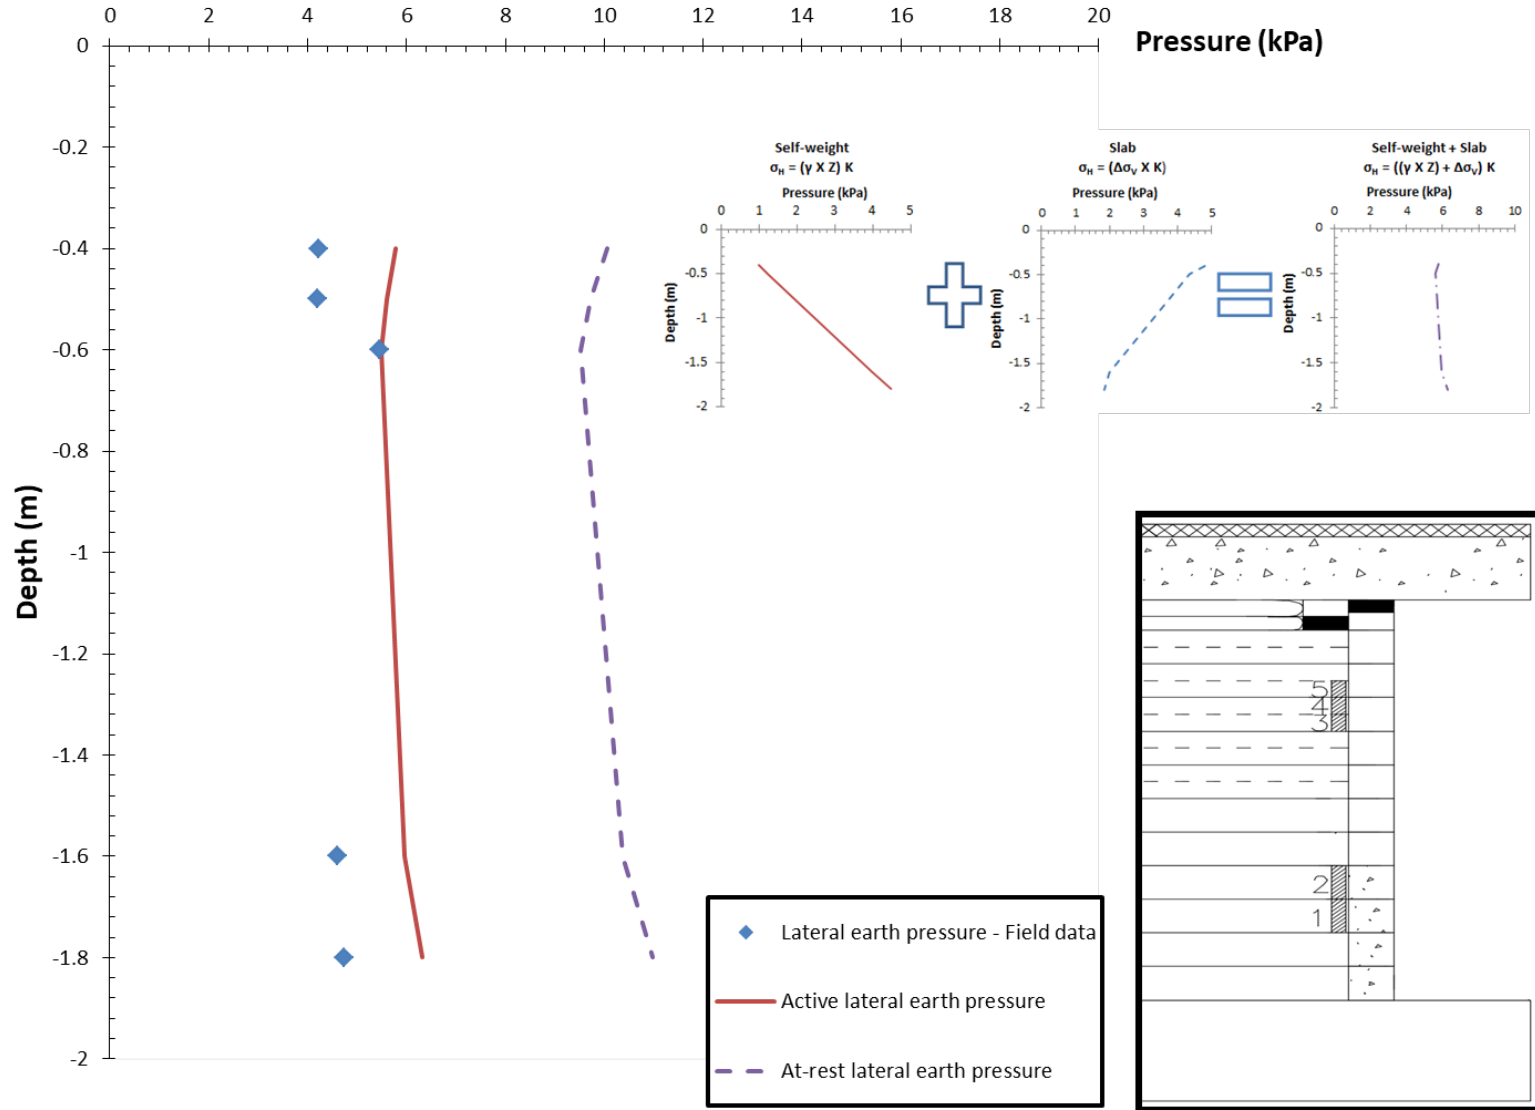 0 2 4 6 8 10 12 14 16 18 20
Pressure (kPa)
0
-0.2
-0.4
-0.6
-0.8
-1
-1.2
-1.4
-1.6
-1.8
-2
Depth (m)
Self-weight
σH = (γ X Z) K
Pressure (kPa)
0 1 2 3 4 5
0
-0.5
-1
-1.5
-2
Depth (m)
Slab
σH = (ΔσV X K)
Pressure (kPa)
0 1 2 3 4 5
0
-0.5
-1
-1.5
-2
Depth (m)
Self-weight + Slab
σH = ((γ X Z) + ΔσV) K
Pressure (kPa)
0 2 4 6 8 10
0
-0.5
-1
-1.5
-2
Depth (m)
5
4
3
2
1
Lateral earth pressure - Field data
Active lateral earth pressure
At-rest lateral earth pressure